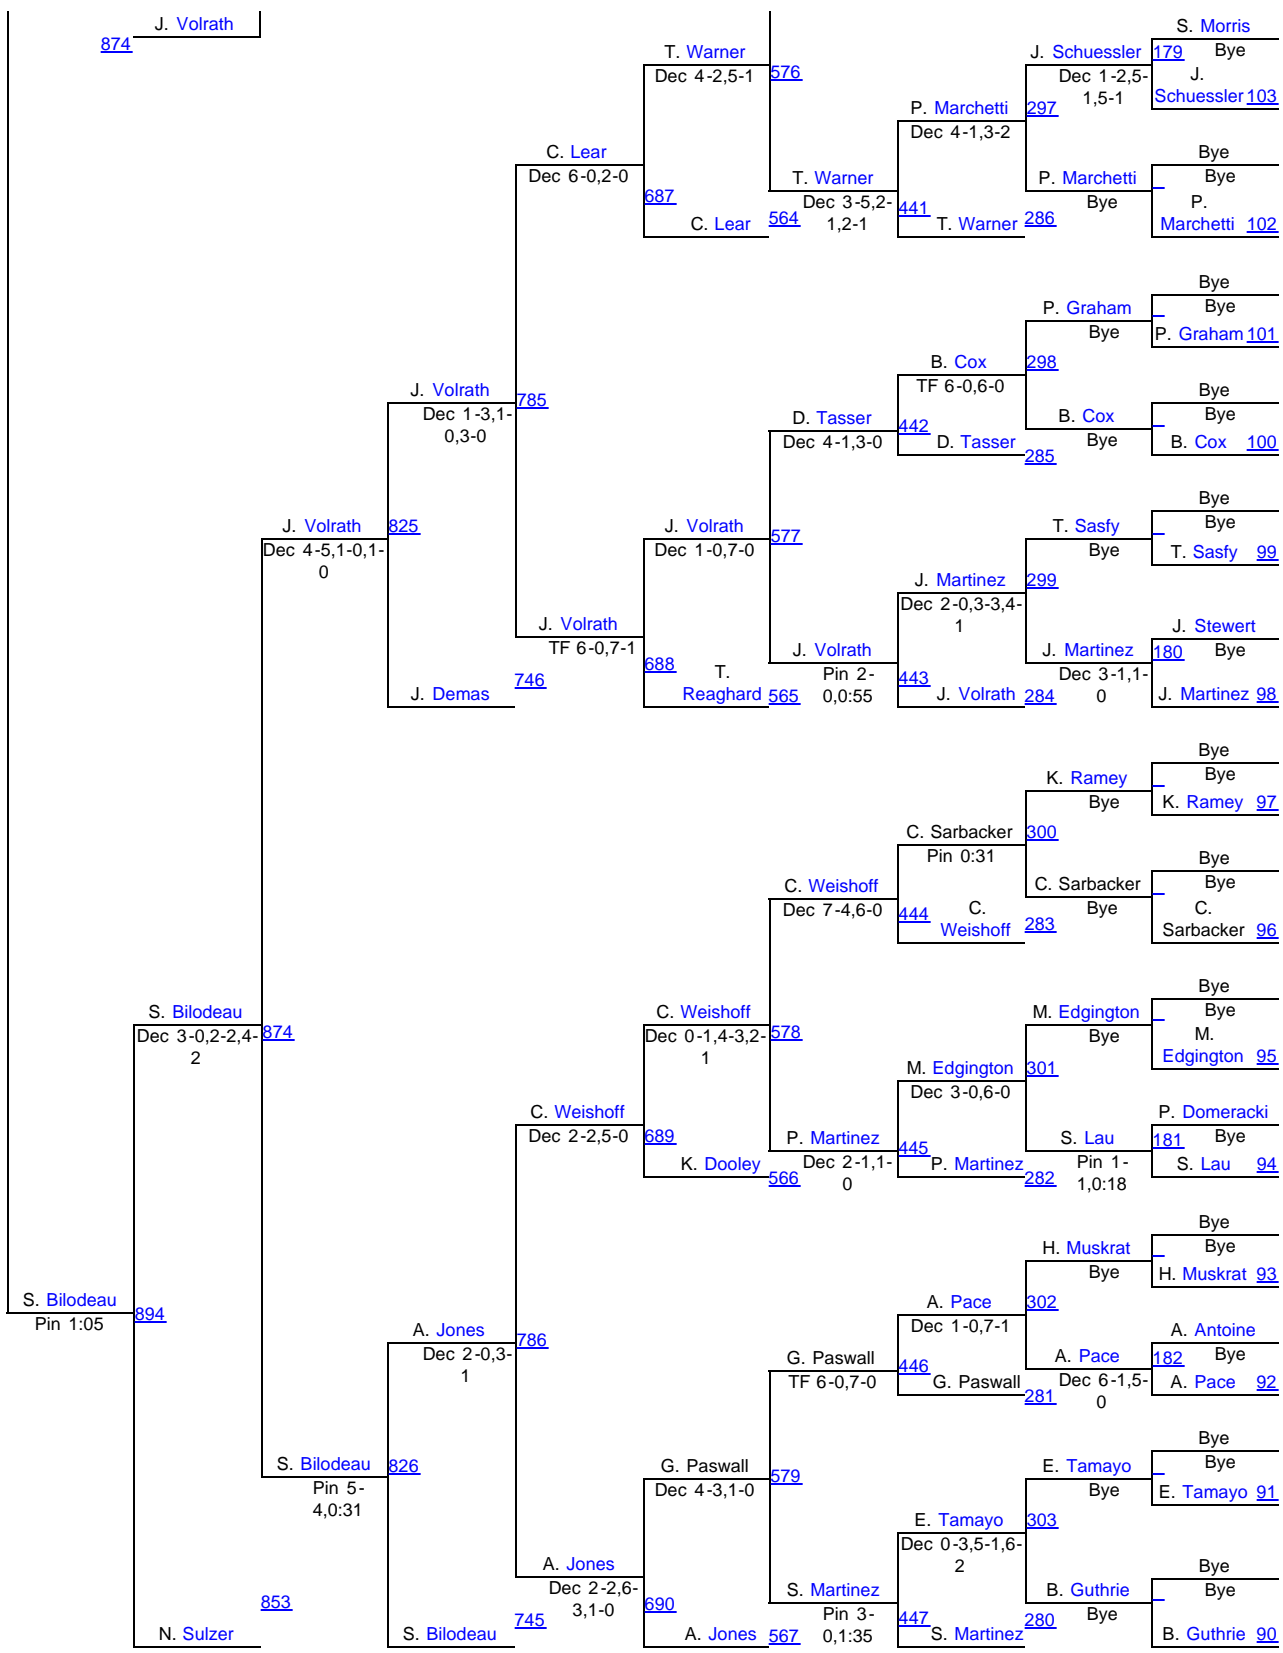 J. Volrath
874
S. Bilodeau
Pin 1:05
894
S. Bilodeau
Dec 3-0,2-2,4-
2
874
N. Sulzer
853
J. Volrath
Dec 4-5,1-0,1-
0
825
S. Bilodeau
Pin 5-
4,0:31
826
J. Volrath
Dec 1-3,1-
0,3-0
785
J. Demas
746
A. Jones
Dec 2-0,3-
1
786
S. Bilodeau
745
C. Lear
Dec 6-0,2-0
687
J. Volrath
TF 6-0,7-1
688
C. Weishoff
Dec 2-2,5-0
689
A. Jones
Dec 2-2,6-
3,1-0
690
T. Warner
Dec 4-2,5-1
576
C. Lear
564
J. Volrath
Dec 1-0,7-0
577
T.
Reaghard
565
C. Weishoff
Dec 0-1,4-3,2-
1
578
K. Dooley
566
G. Paswall
Dec 4-3,1-0
579
A. Jones
567
T. Warner
Dec 3-5,2-
1,2-1
441
D. Tasser
Dec 4-1,3-0
442
J. Volrath
Pin 2-
0,0:55
443
C. Weishoff
Dec 7-4,6-0
444
P. Martinez
Dec 2-1,1-
0
445
G. Paswall
TF 6-0,7-0
446
S. Martinez
Pin 3-
0,1:35
447
P. Marchetti
Dec 4-1,3-2
297
T. Warner
286
B. Cox
TF 6-0,6-0
298
D. Tasser
285
J. Martinez
Dec 2-0,3-3,4-
1
299
J. Volrath
284
C. Sarbacker
Pin 0:31
300
C.
Weishoff
283
M. Edgington
Dec 3-0,6-0
301
P. Martinez
282
A. Pace
Dec 1-0,7-1
302
G. Paswall
281
E. Tamayo
Dec 0-3,5-1,6-
2
303
S. Martinez
280
J. Schuessler
Dec 1-2,5-
1,5-1
179
P. Marchetti
Bye
P. Graham
Bye
B. Cox
Bye
T. Sasfy
Bye
J. Martinez
Dec 3-1,1-
0
180
K. Ramey
Bye
C. Sarbacker
Bye
M. Edgington
Bye
S. Lau
Pin 1-
1,0:18
181
H. Muskrat
Bye
A. Pace
Dec 6-1,5-
0
182
E. Tamayo
Bye
B. Guthrie
Bye
S. Morris
Bye
J.
Schuessler 103
Bye
Bye
P.
Marchetti 102
Bye
Bye
P. Graham 101
Bye
Bye
B. Cox 100
Bye
Bye
T. Sasfy 99
J. Stewert
Bye
J. Martinez 98
Bye
Bye
K. Ramey 97
Bye
Bye
C.
Sarbacker 96
Bye
Bye
M.
Edgington 95
P. Domeracki
Bye
S. Lau 94
Bye
Bye
H. Muskrat 93
A. Antoine
Bye
A. Pace 92
Bye
Bye
E. Tamayo 91
Bye
Bye
B. Guthrie 90